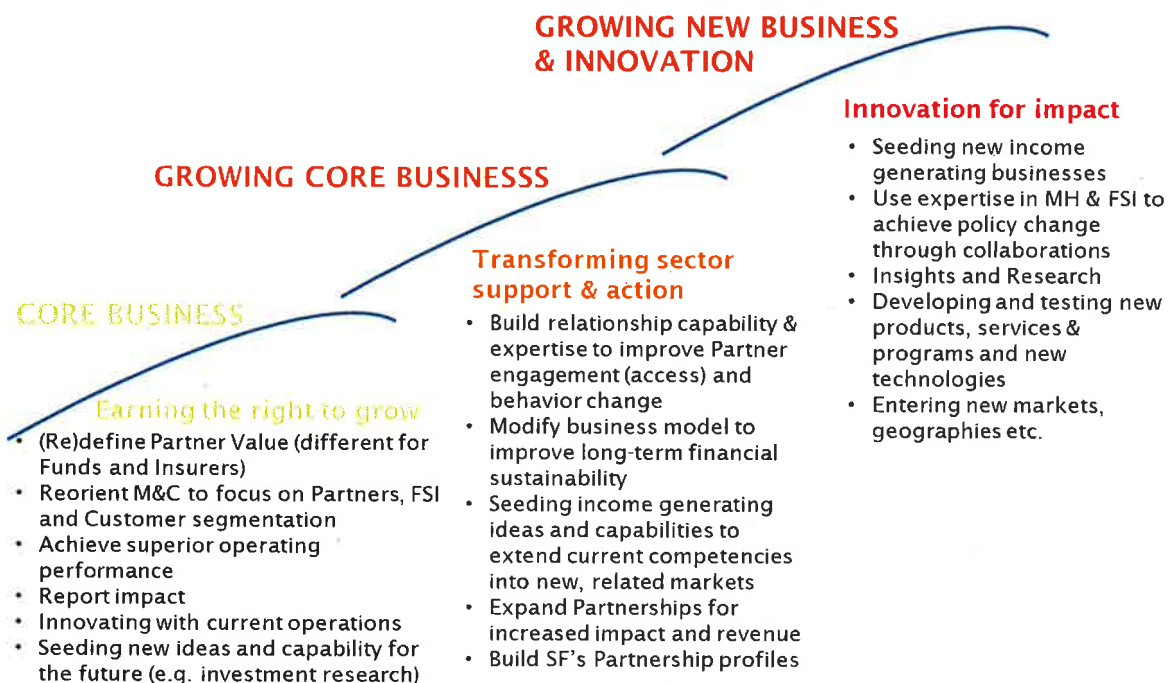 GROWING NEW BUSINESS
& INNOVATION
Innovation for impact
• Seeding new income
generating businesses
• Use expertise in MH & FSI to
achieve policy change
through collaborations
• Insights and Research
• Developing and testing new
products, services &
programs and new
technologies
• Entering new markets,
geographies etc.
GROWING CORE BUSINESSS
Transforming sector
support & action
• Build relationship capability &
expertise to improve Partner
engagement (access) and
behavior change
• Modify business model to
improve long-term financial
sustainability
• Seeding income generating
ideas and capabilities to
extend current competencies
into new, related markets
• Expand Partnerships for
increased impact and revenue
• Build SF's Partnership profiles
CORE BUSINESS
Earning the right to grow
• (Re)define Partner Value (different for
Funds and Insurers)
• Reorient M&C to focus on Partners, FSI
and Customer segmentation
• Achieve superior operating
performance
• Report impact
• Innovating with current operations
• Seeding new ideas and capability for
the future (e.g. investment research)